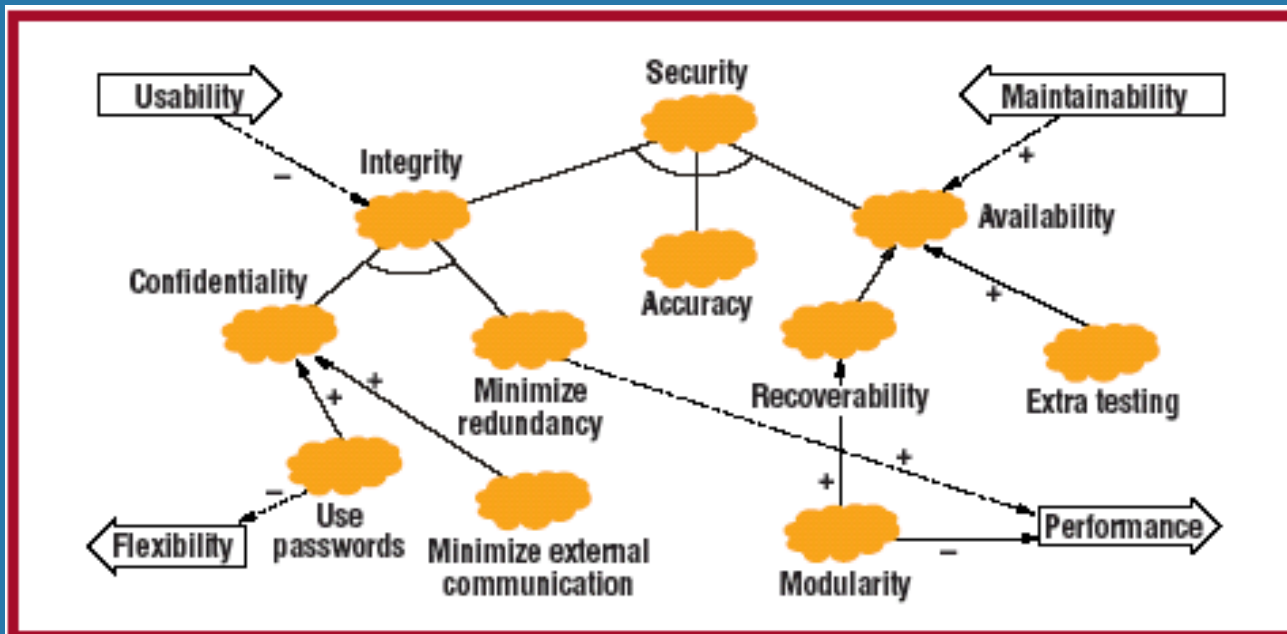 Security
Usability
Maintainability
Integrity
+
−
Availability
Confidentiality
+
Accuracy
+
+
Minimize
redundancy
Recoverability
Extra testing
+
+
−
Use
passwords
Flexibility
Minimize external
communication
Performance
−
Modularity